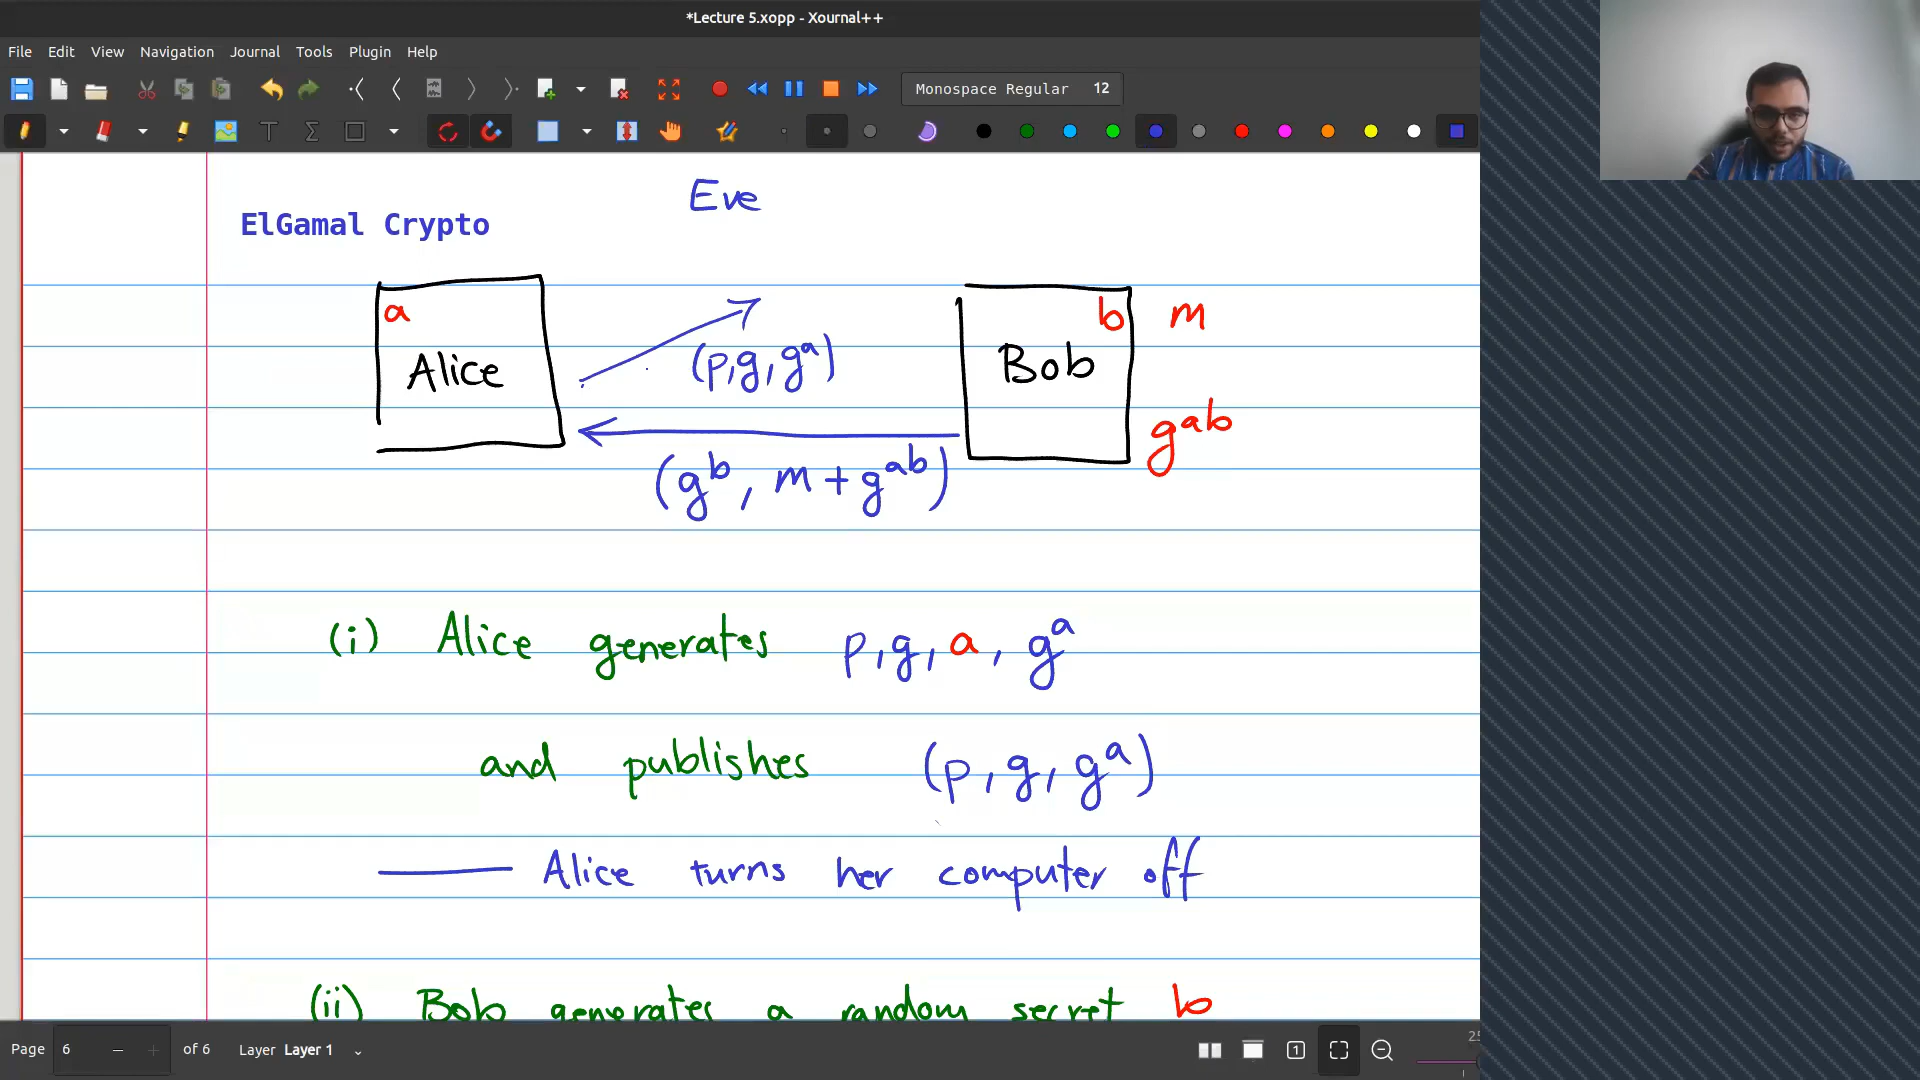 *Lecture 5.xopp - Xournal++
File Edit View Navigation Journal Tools Plugin Help
Monospace Regular 12
Eve
ElGamal Crypto
a
Alice
(p,g,g^a)
b
Bob
m
g^ab
(g^b, m + g^ab)
(i) Alice generates p, g, a, g^a
and publishes (p, g, g^a)
—— Alice turns her computer off
(ii) Bob generates a random secret b
Page 6 of 6 Layer Layer 1